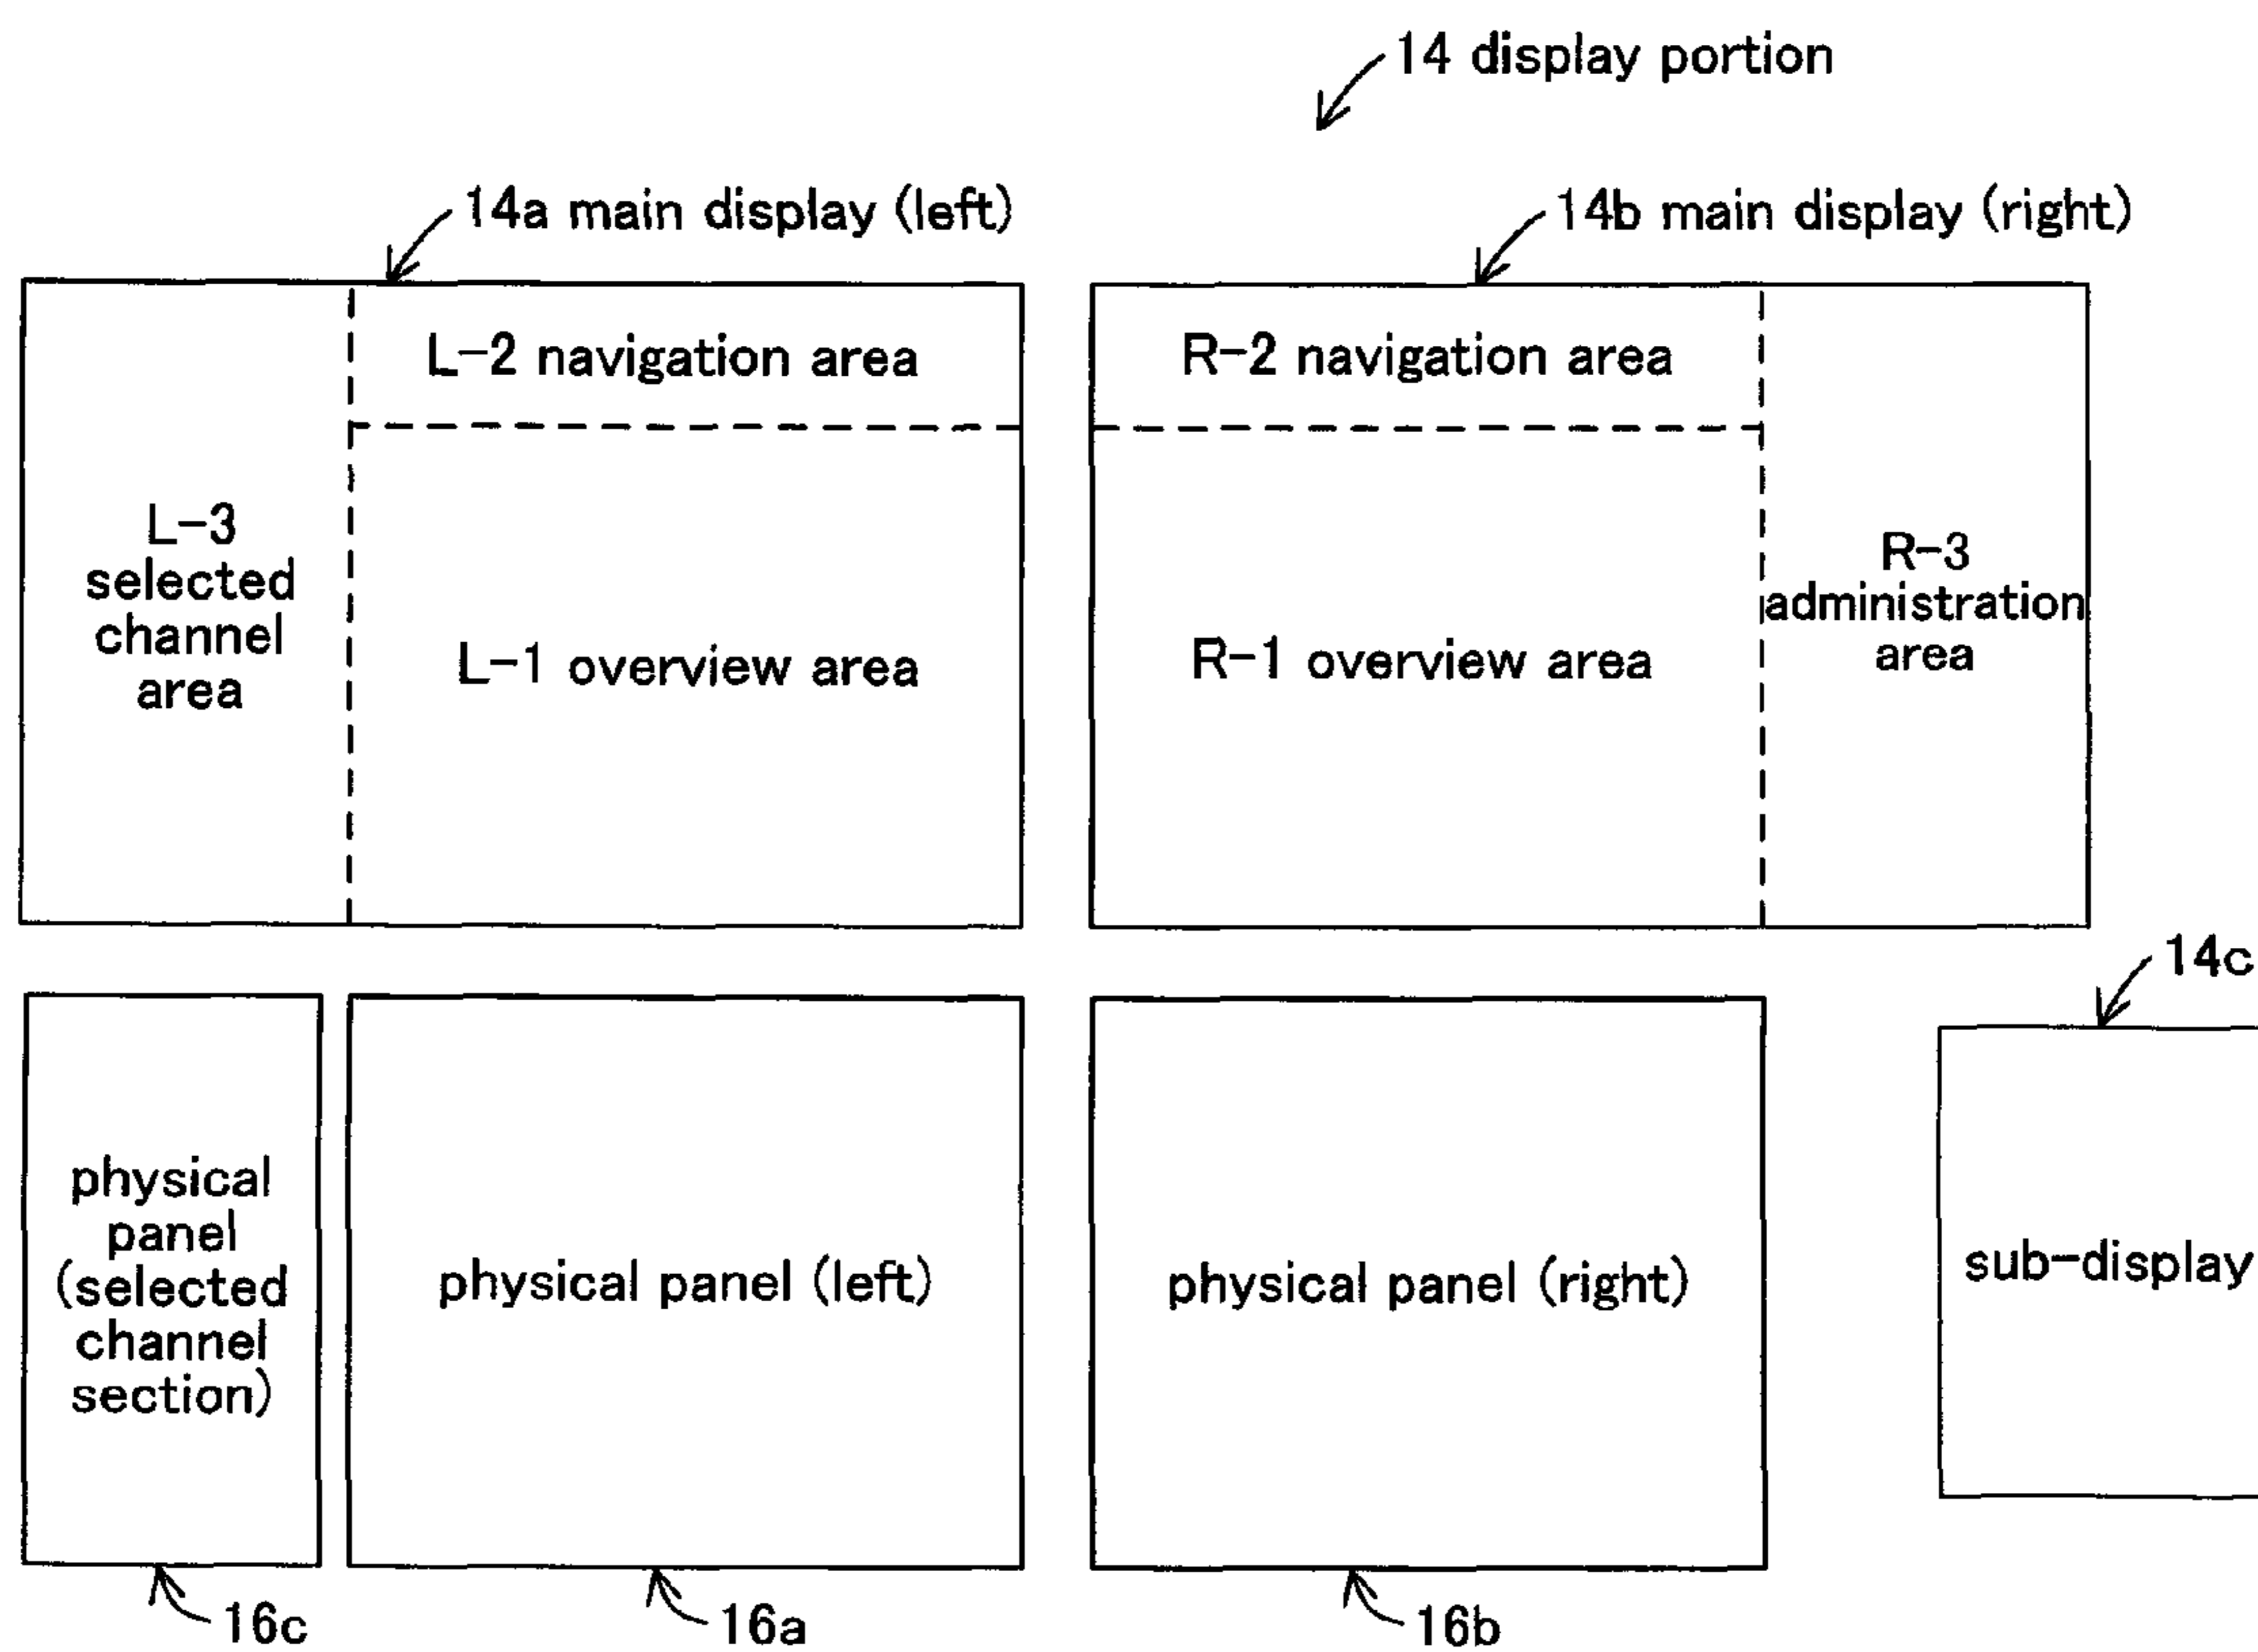 14 display portion
14a main display (left)
14b main display (right)
L-2 navigation area
R-2 navigation area
L-3
selected
channel
area
L-1 overview area
R-1 overview area
R-3
administration
area
14c
physical
panel
(selected
channel
section)
physical panel (left)
physical panel (right)
sub-display
16c
16a
16b